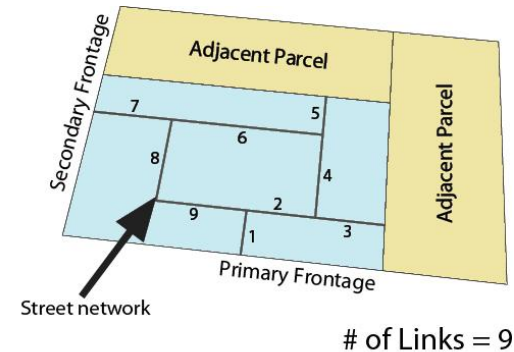 Adjacent Parcel
Secondary Frontage
Adjacent Parcel
7
5
6
8
4
2
9
3
1
Primary Frontage
Street network
# of Links = 9